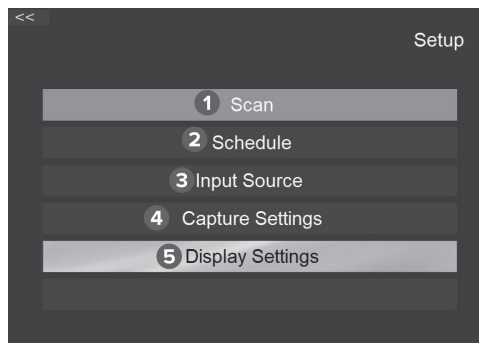 <<
Setup
1 Scan
2 Schedule
3 Input Source
4 Capture Settings
5 Display Settings